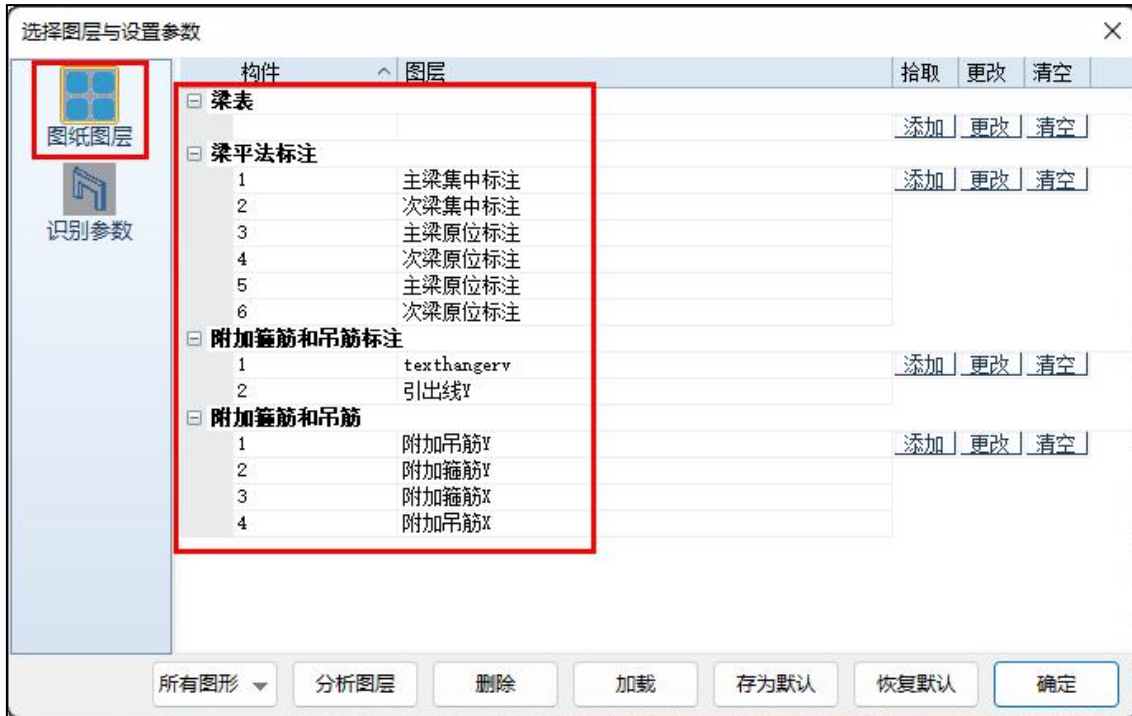 选择图层与设置参数
图纸图层
识别参数
构件 图层 拾取 更改 清空
梁表
添加 更改 清空
梁平法标注
1 主梁集中标注 添加 更改 清空
2 次梁集中标注
3 主梁原位标注
4 次梁原位标注
5 主梁原位标注
6 次梁原位标注
附加箍筋和吊筋标注
1 texthangerv 添加 更改 清空
2 引出线Y
附加箍筋和吊筋
1 附加吊筋Y 添加 更改 清空
2 附加箍筋Y
3 附加箍筋X
4 附加吊筋X
所有图形 分析图层 删除 加载 存为默认 恢复默认 确定